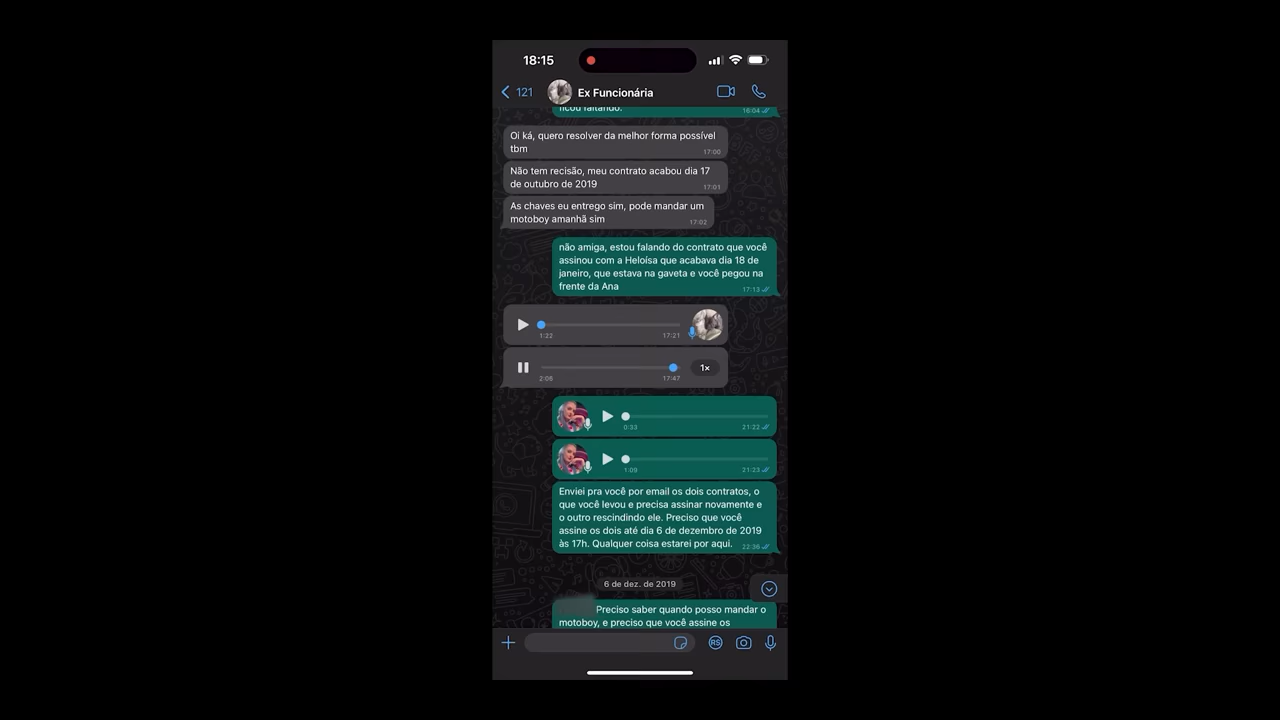 18:15
121
Ex Funcionária
ficou faltando.
16:04
Oi ká, quero resolver da melhor forma possível
tbm
17:00
Não tem recisão, meu contrato acabou dia 17
de outubro de 2019
17:01
As chaves eu entrego sim, pode mandar um
motoboy amanhã sim
17:02
não amiga, estou falando do contrato que você
assinou com a Heloísa que acabava dia 18 de
janeiro, que estava na gaveta e você pegou na
frente da Ana
17:13
1:22
17:21
2:06
17:47
1×
0:33
21:22
1:09
21:23
Enviei pra você por email os dois contratos, o
que você levou e precisa assinar novamente e
o outro rescindindo ele. Preciso que você
assine os dois até dia 6 de dezembro de 2019
às 17h. Qualquer coisa estarei por aqui.
22:36
6 de dez. de 2019
Preciso saber quando posso mandar o
motoboy, e preciso que você assine os
R$